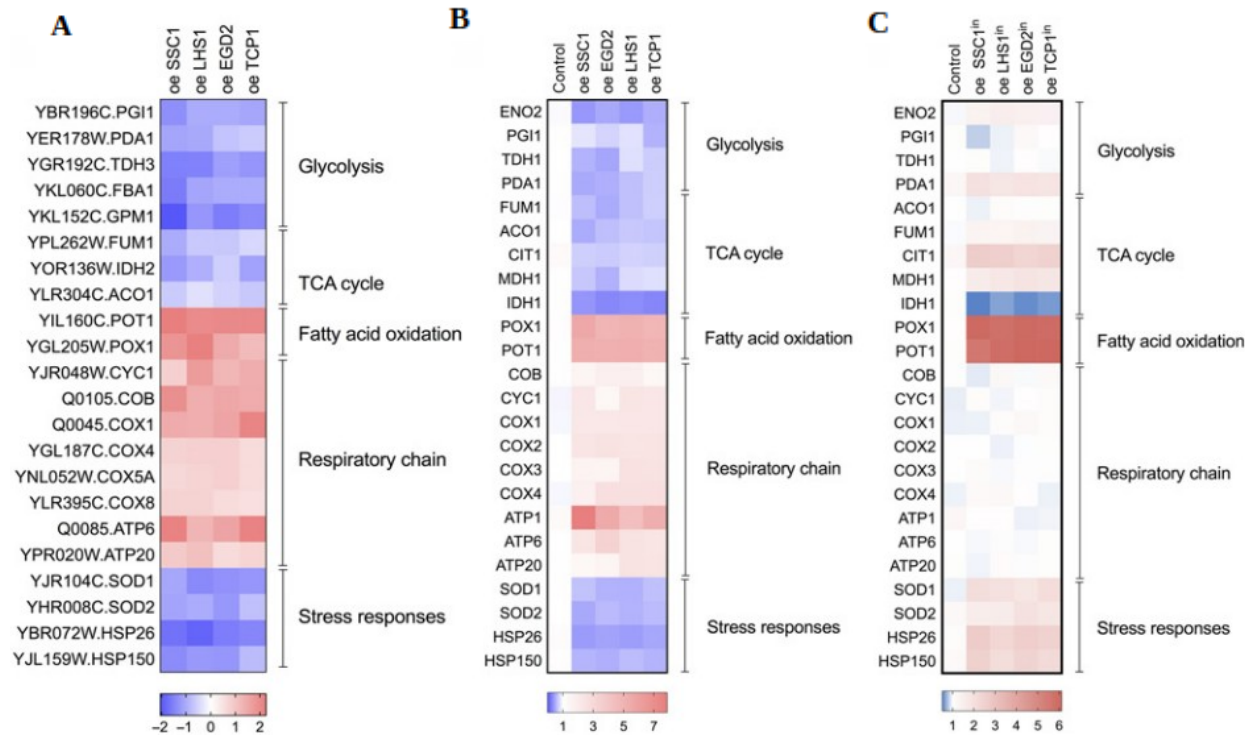 A
oe SSC1
oe LHS1
oe EGD2
oe TCP1
YBR196C.PGI1
YER178W.PDA1
YGR192C.TDH3
YKL060C.FBA1
YKL152C.GPM1
YPL262W.FUM1
YOR136W.IDH2
YLR304C.ACO1
YIL160C.POT1
YGL205W.POX1
YJR048W.CYC1
Q0105.COB
Q0045.COX1
YGL187C.COX4
YNL052W.COX5A
YLR395C.COX8
Q0085.ATP6
YPR020W.ATP20
YJR104C.SOD1
YHR008C.SOD2
YBR072W.HSP26
YJL159W.HSP150
Glycolysis
TCA cycle
Fatty acid oxidation
Respiratory chain
Stress responses
−2 −1 0 1 2
B
Control
oe SSC1
oe EGD2
oe LHS1
oe TCP1
ENO2
PGI1
TDH1
PDA1
FUM1
ACO1
CIT1
MDH1
IDH1
POX1
POT1
COB
CYC1
COX1
COX2
COX3
COX4
ATP1
ATP6
ATP20
SOD1
SOD2
HSP26
HSP150
Glycolysis
TCA cycle
Fatty acid oxidation
Respiratory chain
Stress responses
1 3 5 7
C
Control
oe SSC1in
oe LHS1in
oe EGD2in
oe TCP1in
ENO2
PGI1
TDH1
PDA1
ACO1
FUM1
CIT1
MDH1
IDH1
POX1
POT1
COB
CYC1
COX1
COX2
COX3
COX4
ATP1
ATP6
ATP20
SOD1
SOD2
HSP26
HSP150
Glycolysis
TCA cycle
Fatty acid oxidation
Respiratory chain
Stress responses
1 2 3 4 5 6